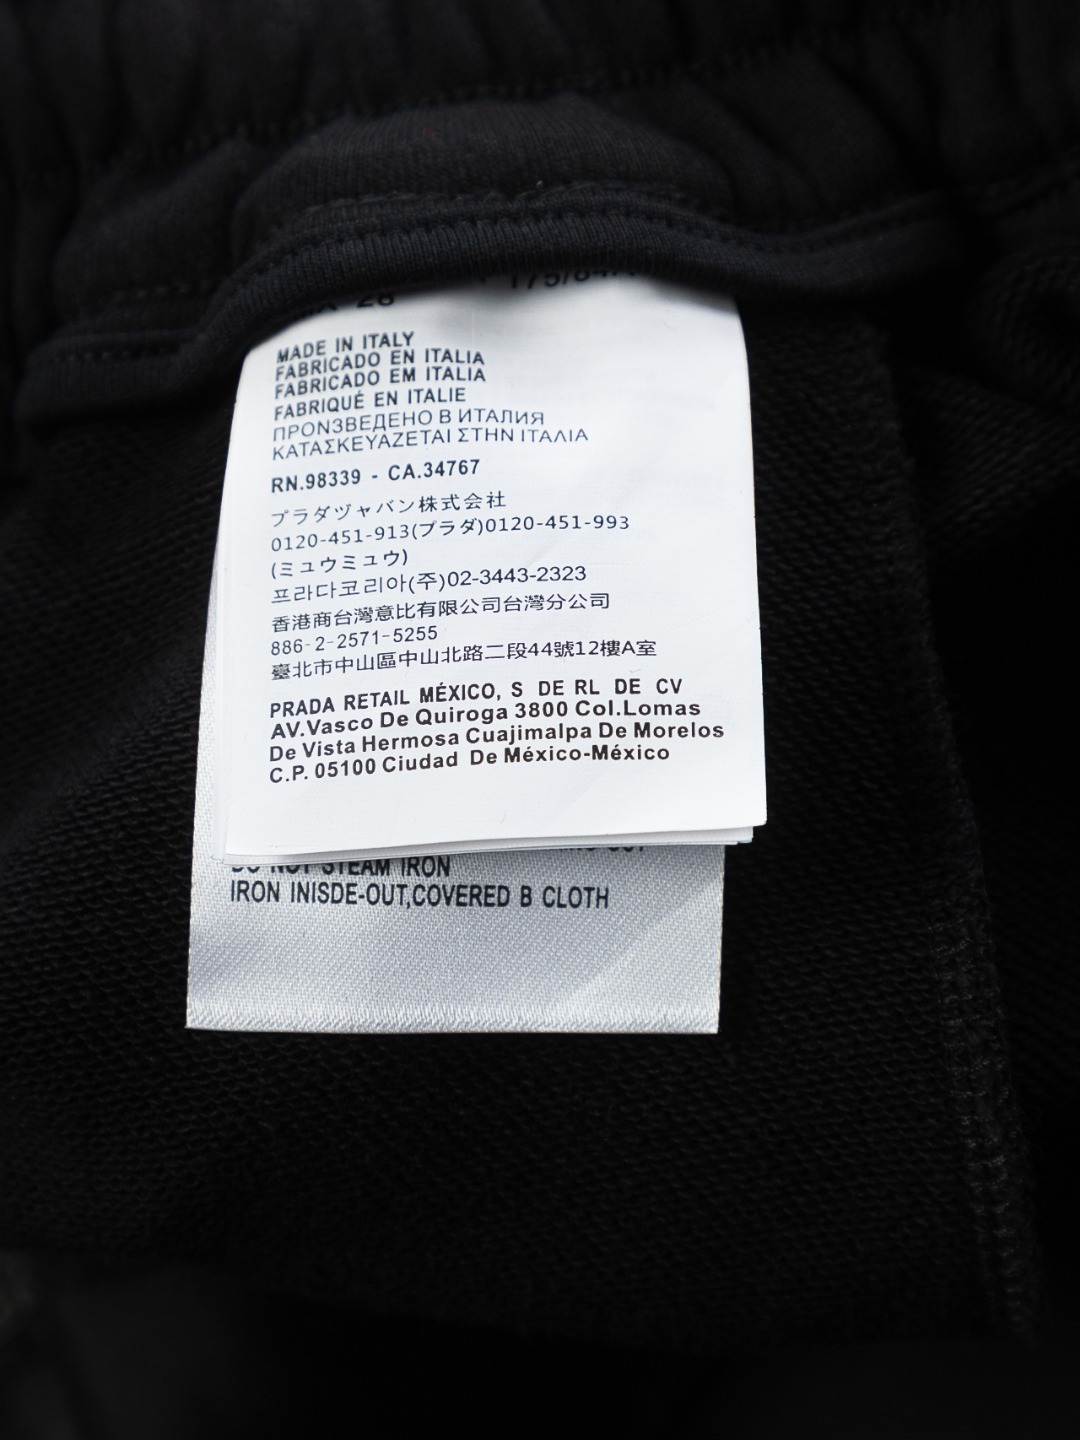 28 175/84A
MADE IN ITALY
FABRICADO EN ITALIA
FABRICADO EM ITALIA
FABRIQUÉ EN ITALIE
ПРОNЗВЕДЕНО В ИТАЛИЯ
ΚΑΤΑΣΚΕΥΑΖΕΤΑΙ ΣΤΗΝ ΙΤΑΛΙΑ
RN.98339 - CA.34767
プラダヅャバン株式会社
0120-451-913(プラダ)0120-451-993
(ミュウミュウ)
프라다코리아(주)02-3443-2323
香港商台灣意比有限公司台灣分公司
886-2-2571-5255
臺北市中山區中山北路二段44號12樓A室
PRADA RETAIL MÉXICO, S DE RL DE CV
AV.Vasco De Quiroga 3800 Col.Lomas
De Vista Hermosa Cuajimalpa De Morelos
C.P. 05100 Ciudad De México-México
DO NOT STEAM IRON
IRON INISDE-OUT,COVERED B CLOTH